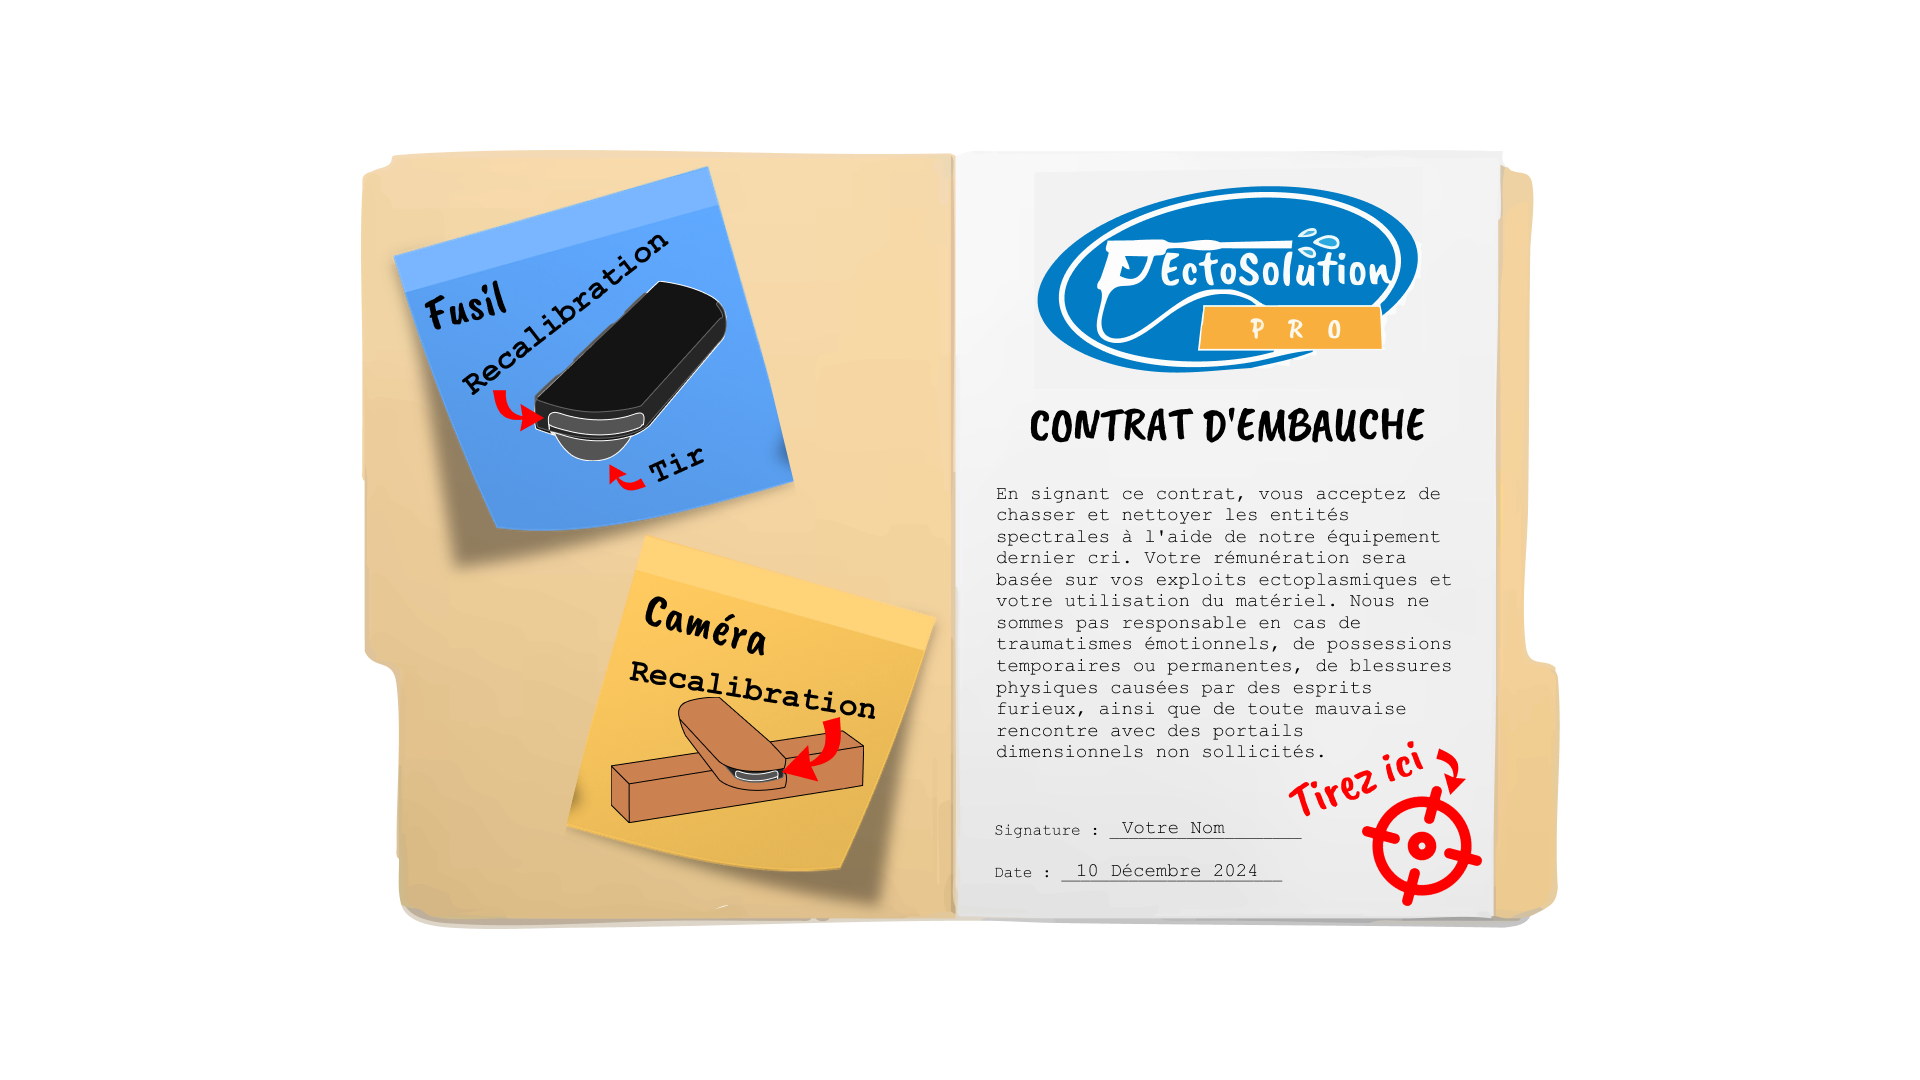 Fusil
Recalibration
Tir
Caméra
Recalibration
EctoSolution
PRO
CONTRAT D'EMBAUCHE
En signant ce contrat, vous acceptez de
chasser et nettoyer les entités
spectrales à l'aide de notre équipement
dernier cri. Votre rémunération sera
basée sur vos exploits ectoplasmiques et
votre utilisation du matériel. Nous ne
sommes pas responsable en cas de
traumatismes émotionnels, de possessions
temporaires ou permanentes, de blessures
physiques causées par des esprits
furieux, ainsi que de toute mauvaise
rencontre avec des portails
dimensionnels non sollicités.
Tirez ici
Signature : Votre Nom
Date : 10 Décembre 2024